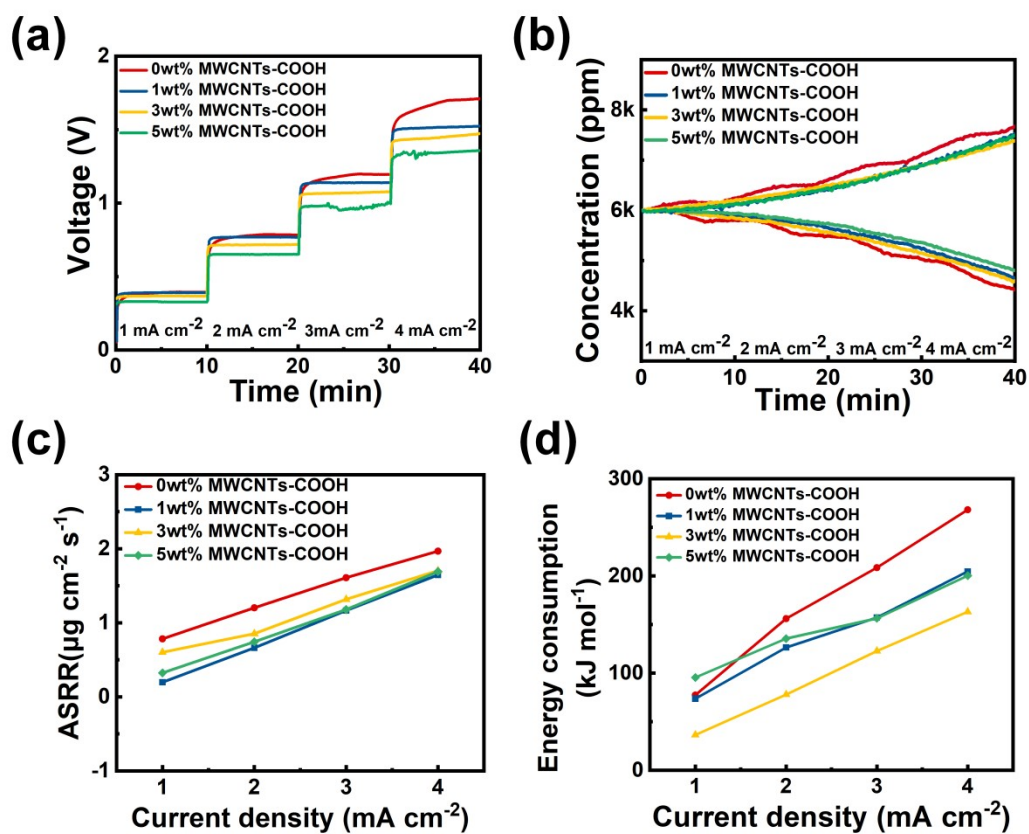 (a)
2
1
0
Voltage (V)
0wt% MWCNTs-COOH
1wt% MWCNTs-COOH
3wt% MWCNTs-COOH
5wt% MWCNTs-COOH
1 mA cm⁻² 2 mA cm⁻² 3mA cm⁻² 4 mA cm⁻²
0 10 20 30 40
Time (min)
(b)
8k
6k
4k
Concentration (ppm)
0wt% MWCNTs-COOH
1wt% MWCNTs-COOH
3wt% MWCNTs-COOH
5wt% MWCNTs-COOH
1 mA cm⁻² 2 mA cm⁻² 3 mA cm⁻² 4 mA cm⁻²
0 10 20 30 40
Time (min)
(c)
3
2
1
0
-1
ASRR(μg cm⁻² s⁻¹)
0wt% MWCNTs-COOH
1wt% MWCNTs-COOH
3wt% MWCNTs-COOH
5wt% MWCNTs-COOH
1 2 3 4
Current density (mA cm⁻²)
(d)
300
200
100
0
Energy consumption
(kJ mol⁻¹)
0wt% MWCNTs-COOH
1wt% MWCNTs-COOH
3wt% MWCNTs-COOH
5wt% MWCNTs-COOH
1 2 3 4
Current density (mA cm⁻²)